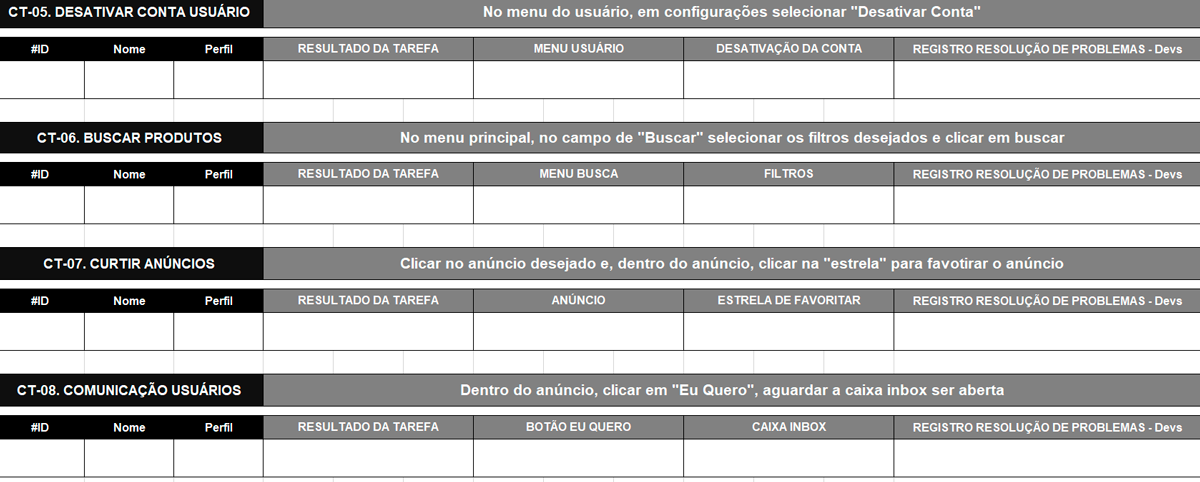 CT-05. DESATIVAR CONTA USUÁRIO No menu do usuário, em configurações selecionar "Desativar Conta"
#ID Nome Perfil RESULTADO DA TAREFA MENU USUÁRIO DESATIVAÇÃO DA CONTA REGISTRO RESOLUÇÃO DE PROBLEMAS - Devs
CT-06. BUSCAR PRODUTOS No menu principal, no campo de "Buscar" selecionar os filtros desejados e clicar em buscar
#ID Nome Perfil RESULTADO DA TAREFA MENU BUSCA FILTROS REGISTRO RESOLUÇÃO DE PROBLEMAS - Devs
CT-07. CURTIR ANÚNCIOS Clicar no anúncio desejado e, dentro do anúncio, clicar na "estrela" para favotirar o anúncio
#ID Nome Perfil RESULTADO DA TAREFA ANÚNCIO ESTRELA DE FAVORITAR REGISTRO RESOLUÇÃO DE PROBLEMAS - Devs
CT-08. COMUNICAÇÃO USUÁRIOS Dentro do anúncio, clicar em "Eu Quero", aguardar a caixa inbox ser aberta
#ID Nome Perfil RESULTADO DA TAREFA BOTÃO EU QUERO CAIXA INBOX REGISTRO RESOLUÇÃO DE PROBLEMAS - Devs